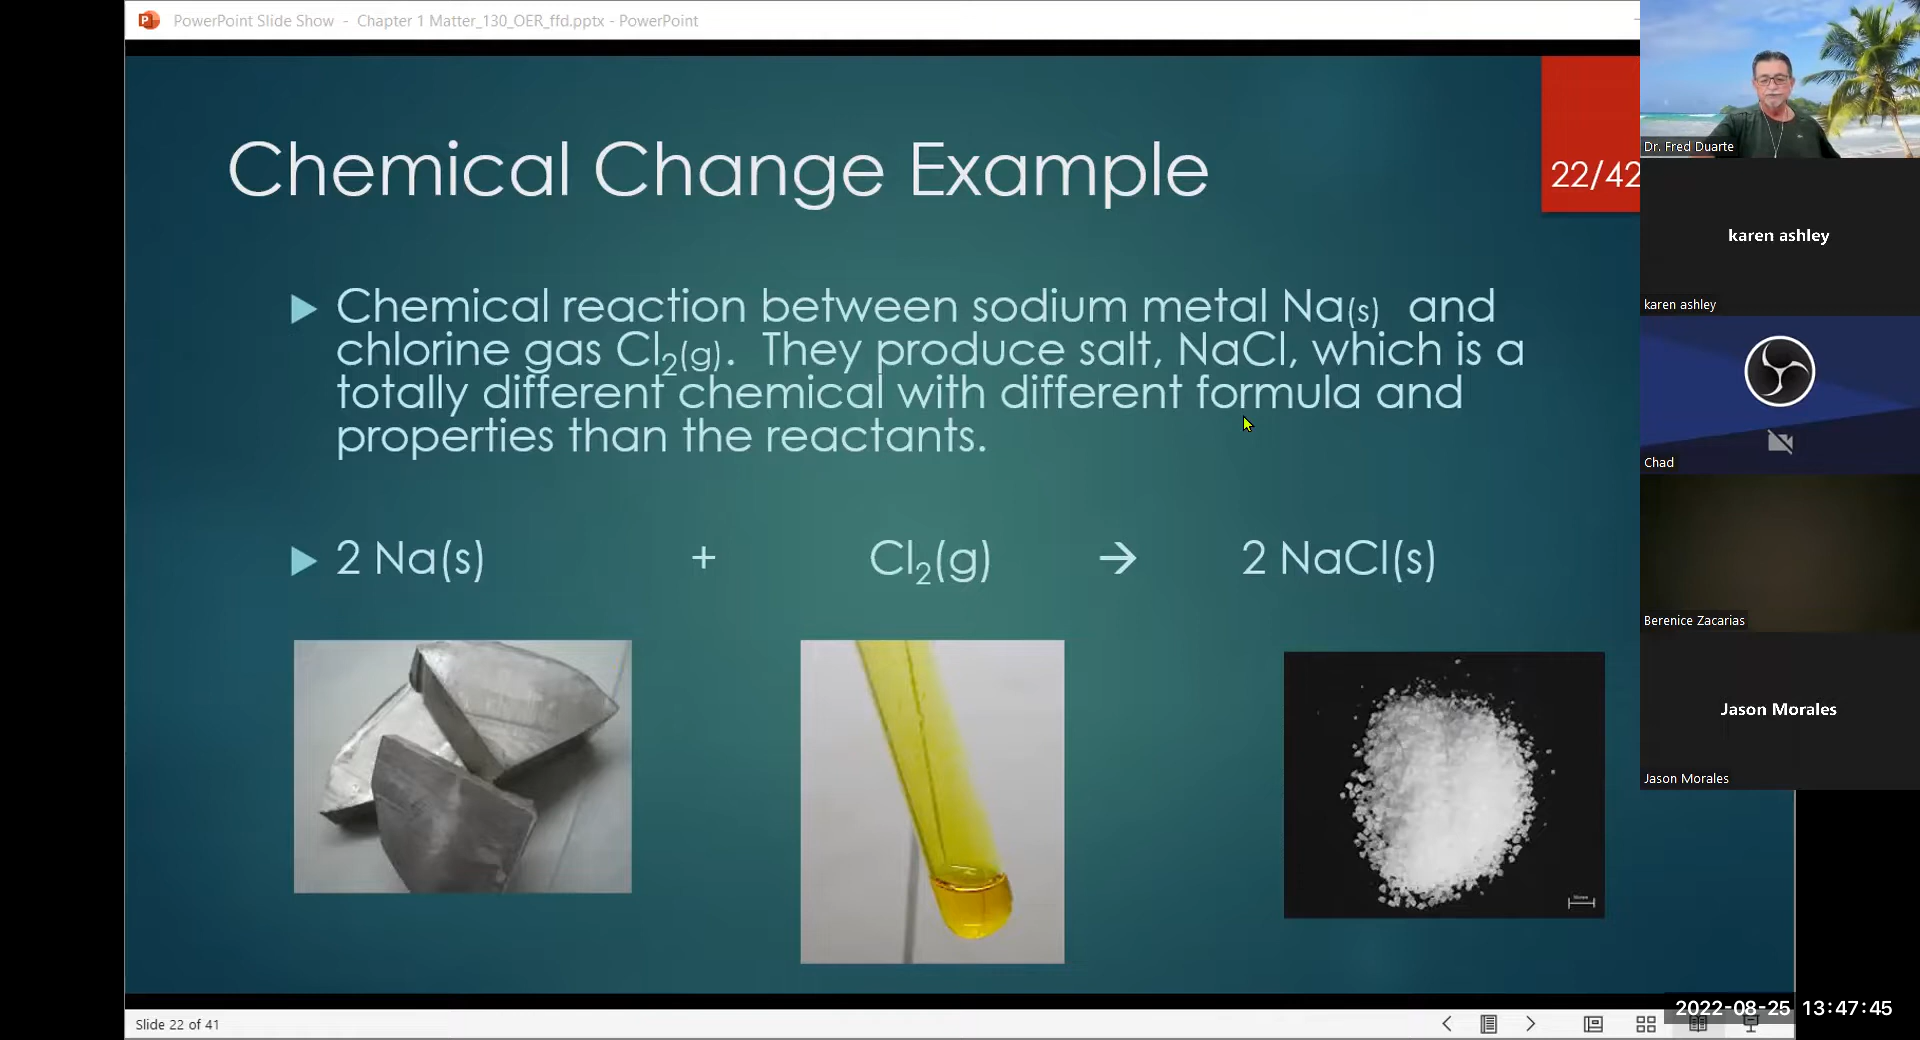 PowerPoint Slide Show - Chapter 1 Matter_130_OER_ffd.pptx - PowerPoint
Chemical Change Example
22/42
Chemical reaction between sodium metal Na(s) and
chlorine gas Cl₂(g). They produce salt, NaCl, which is a
totally different chemical with different formula and
properties than the reactants.
2 Na(s) + Cl₂(g) → 2 NaCl(s)
Slide 22 of 41
Dr. Fred Duarte
karen ashley
karen ashley
Chad
Berenice Zacarias
Jason Morales
Jason Morales
2022-08-25 13:47:45